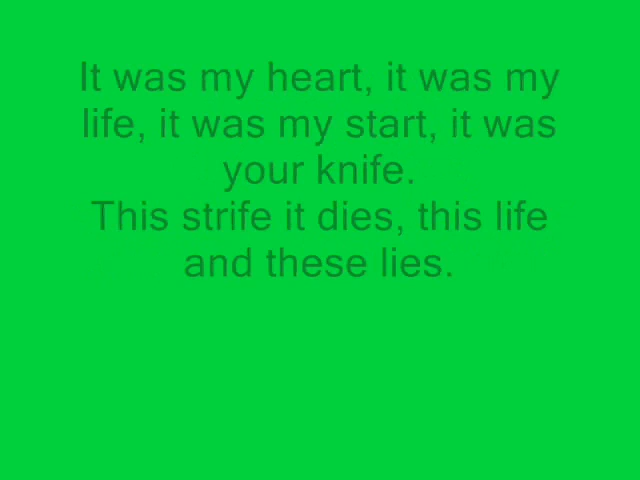 It was my heart, it was my
life, it was my start, it was
your knife.
This strife it dies, this life
and these lies.